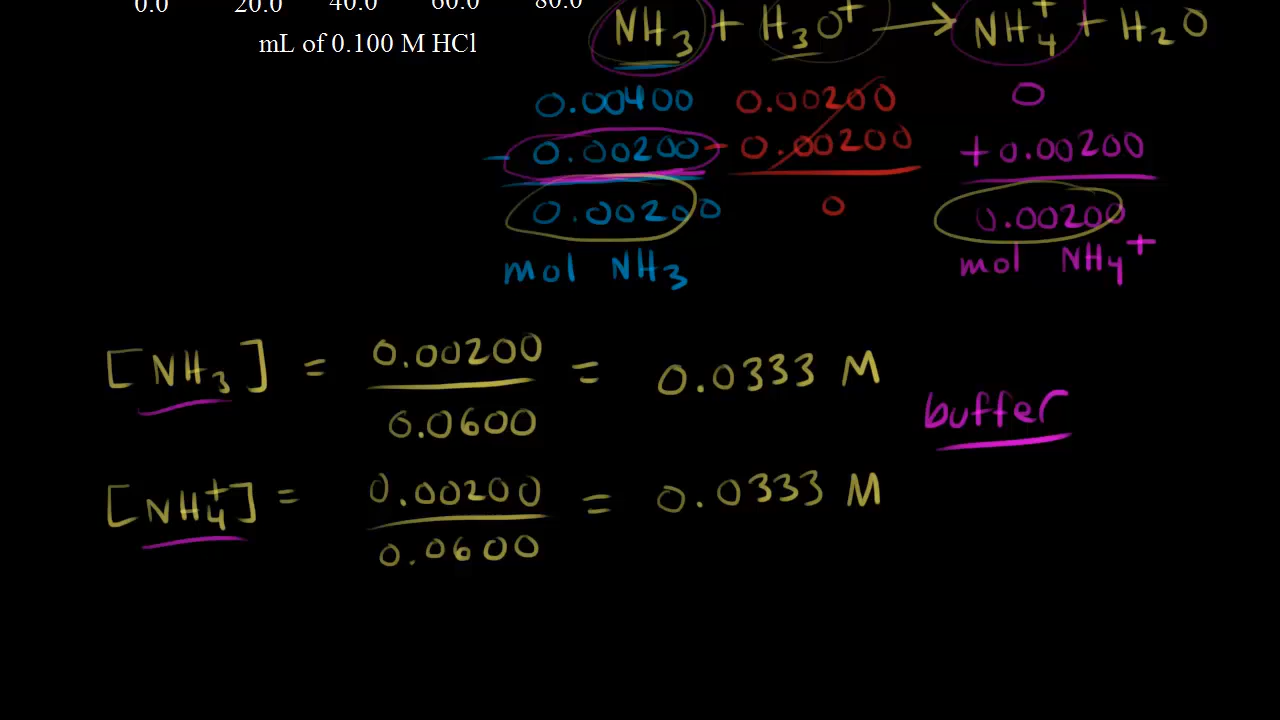 0.0 20.0 40.0 60.0 80.0
mL of 0.100 M HCl
NH3 + H3O+ → NH4+ + H2O
0.00400 0.00200 0
- 0.00200 - 0.00200 + 0.00200
0.00200 0 0.00200
mol NH3 mol NH4+
[NH3] = 0.00200 = 0.0333 M
0.0600
buffer
[NH4+] = 0.00200 = 0.0333 M
0.0600